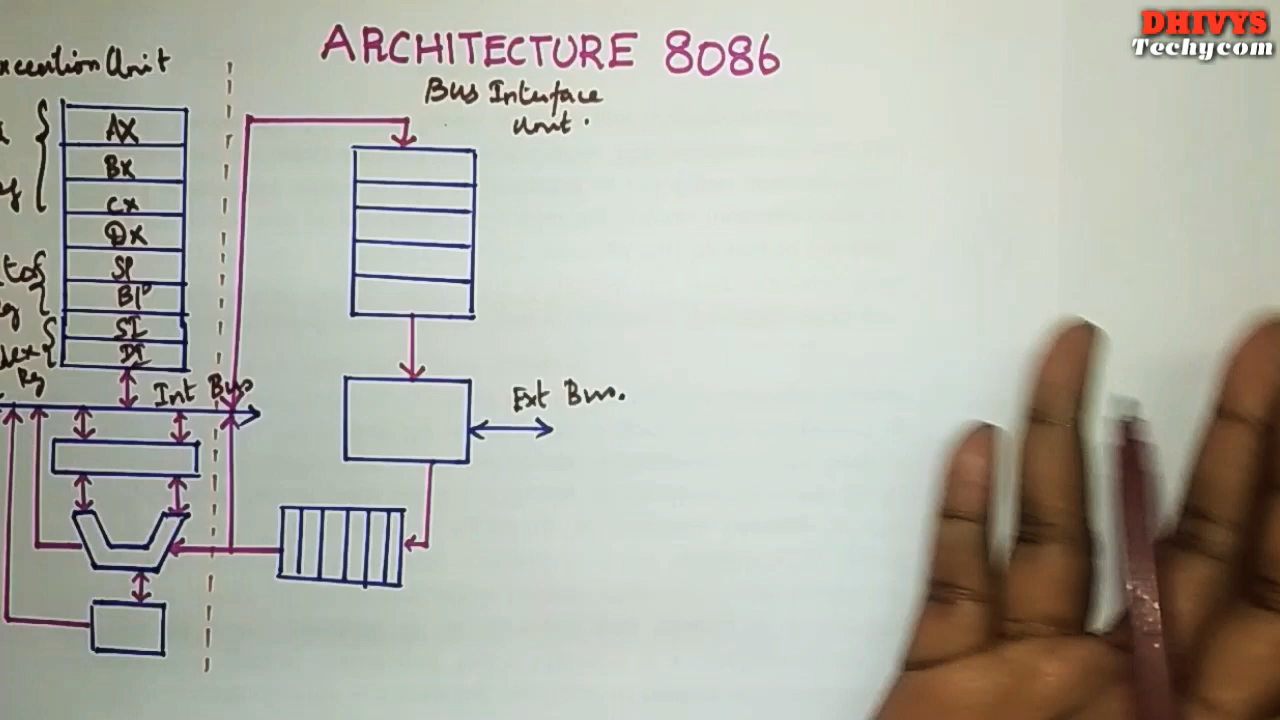 DHIVYS
Techycom
ARCHITECTURE 8086
Unit
Bus Interface
Unit.
AX
BX
CX
DX
SP
BP
SI
DI
Reg
Int Bus
Ext Bus.